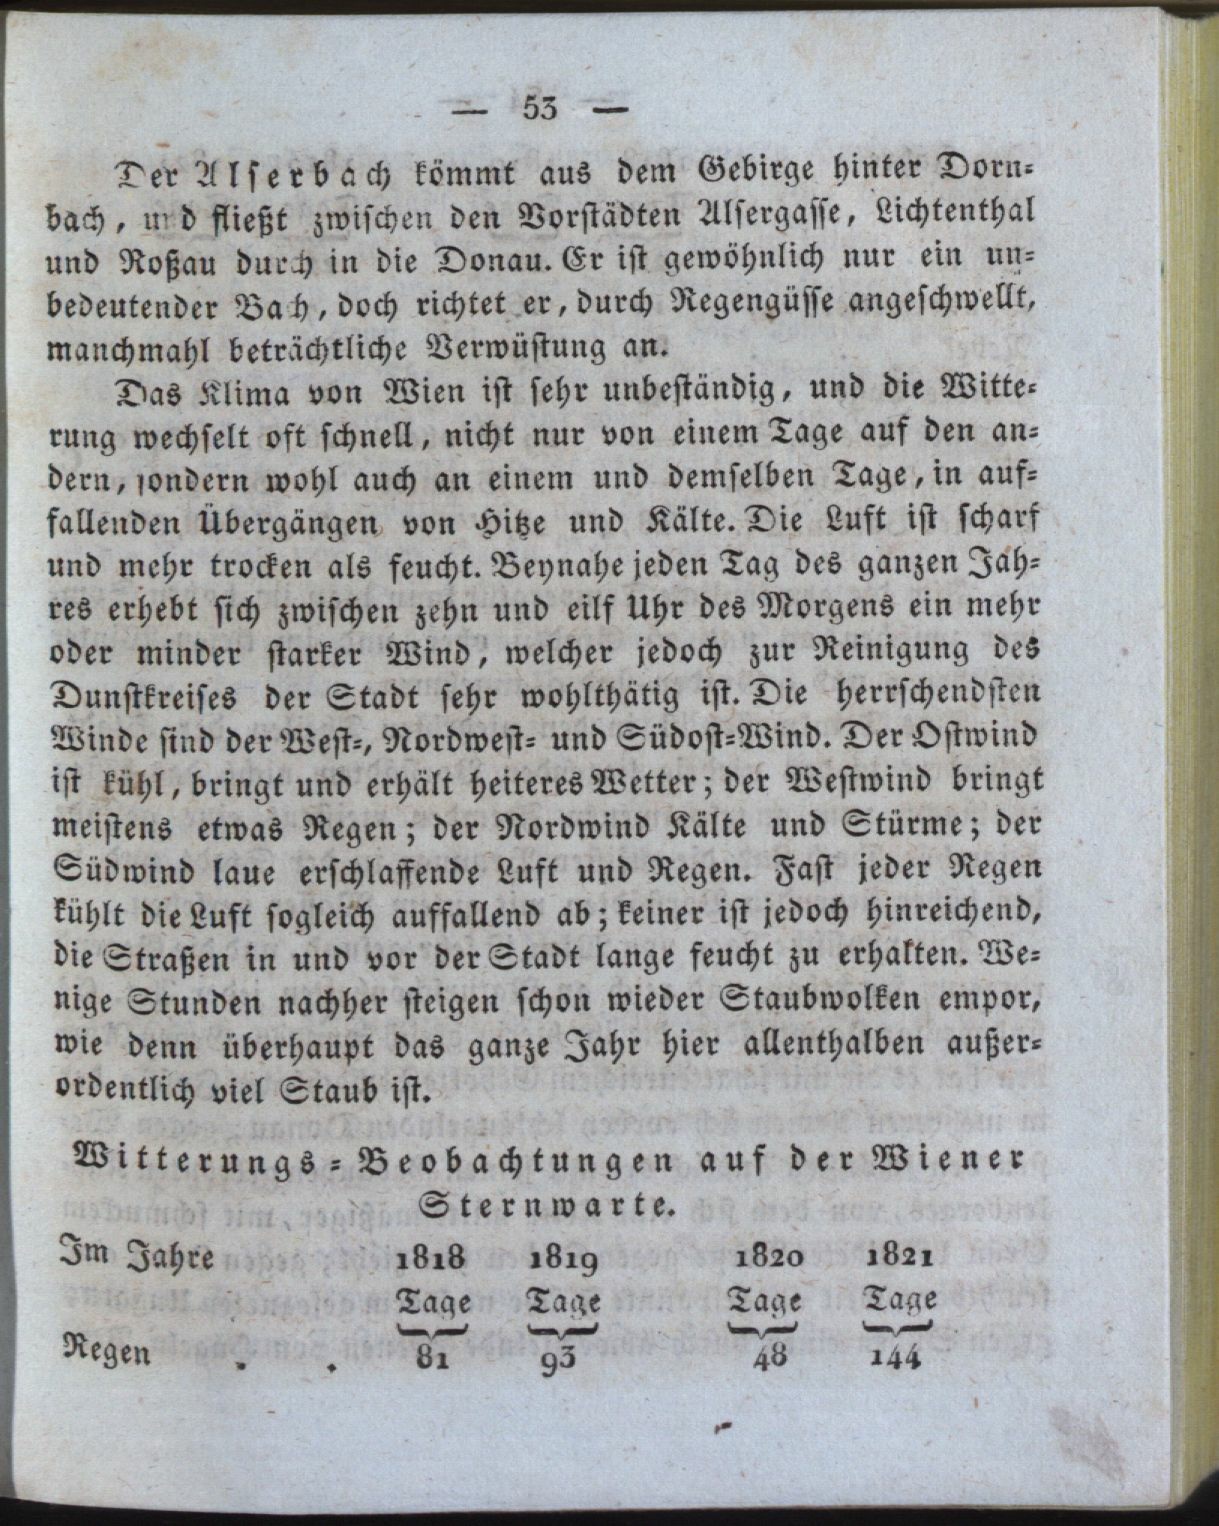 — 53 —
Der Alserbach kömmt aus dem Gebirge hinter Dorn-
bach, und fließt zwischen den Vorstädten Alsergasse, Lichtenthal
und Roßau durch in die Donau. Er ist gewöhnlich nur ein un-
bedeutender Bach, doch richtet er, durch Regengüsse angeschwellt,
manchmahl beträchtliche Verwüstung an.
Das Klima von Wien ist sehr unbeständig, und die Witte-
rung wechselt oft schnell, nicht nur von einem Tage auf den an-
dern, sondern wohl auch an einem und demselben Tage, in auf-
fallenden Übergängen von Hitze und Kälte. Die Luft ist scharf
und mehr trocken als feucht. Beynahe jeden Tag des ganzen Jah-
res erhebt sich zwischen zehn und eilf Uhr des Morgens ein mehr
oder minder starker Wind, welcher jedoch zur Reinigung des
Dunstkreises der Stadt sehr wohlthätig ist. Die herrschendsten
Winde sind der West-, Nordwest- und Südost-Wind. Der Ostwind
ist kühl, bringt und erhält heiteres Wetter; der Westwind bringt
meistens etwas Regen; der Nordwind Kälte und Stürme; der
Südwind laue erschlaffende Luft und Regen. Fast jeder Regen
kühlt die Luft sogleich auffallend ab; keiner ist jedoch hinreichend,
die Straßen in und vor der Stadt lange feucht zu erhalten. We-
nige Stunden nachher steigen schon wieder Staubwolken empor,
wie denn überhaupt das ganze Jahr hier allenthalben außer-
ordentlich viel Staub ist.
Witterungs-Beobachtungen auf der Wiener
Sternwarte.
Im Jahre 1818 1819 1820 1821
Tage Tage Tage Tage
Regen . . 81 93 48 144